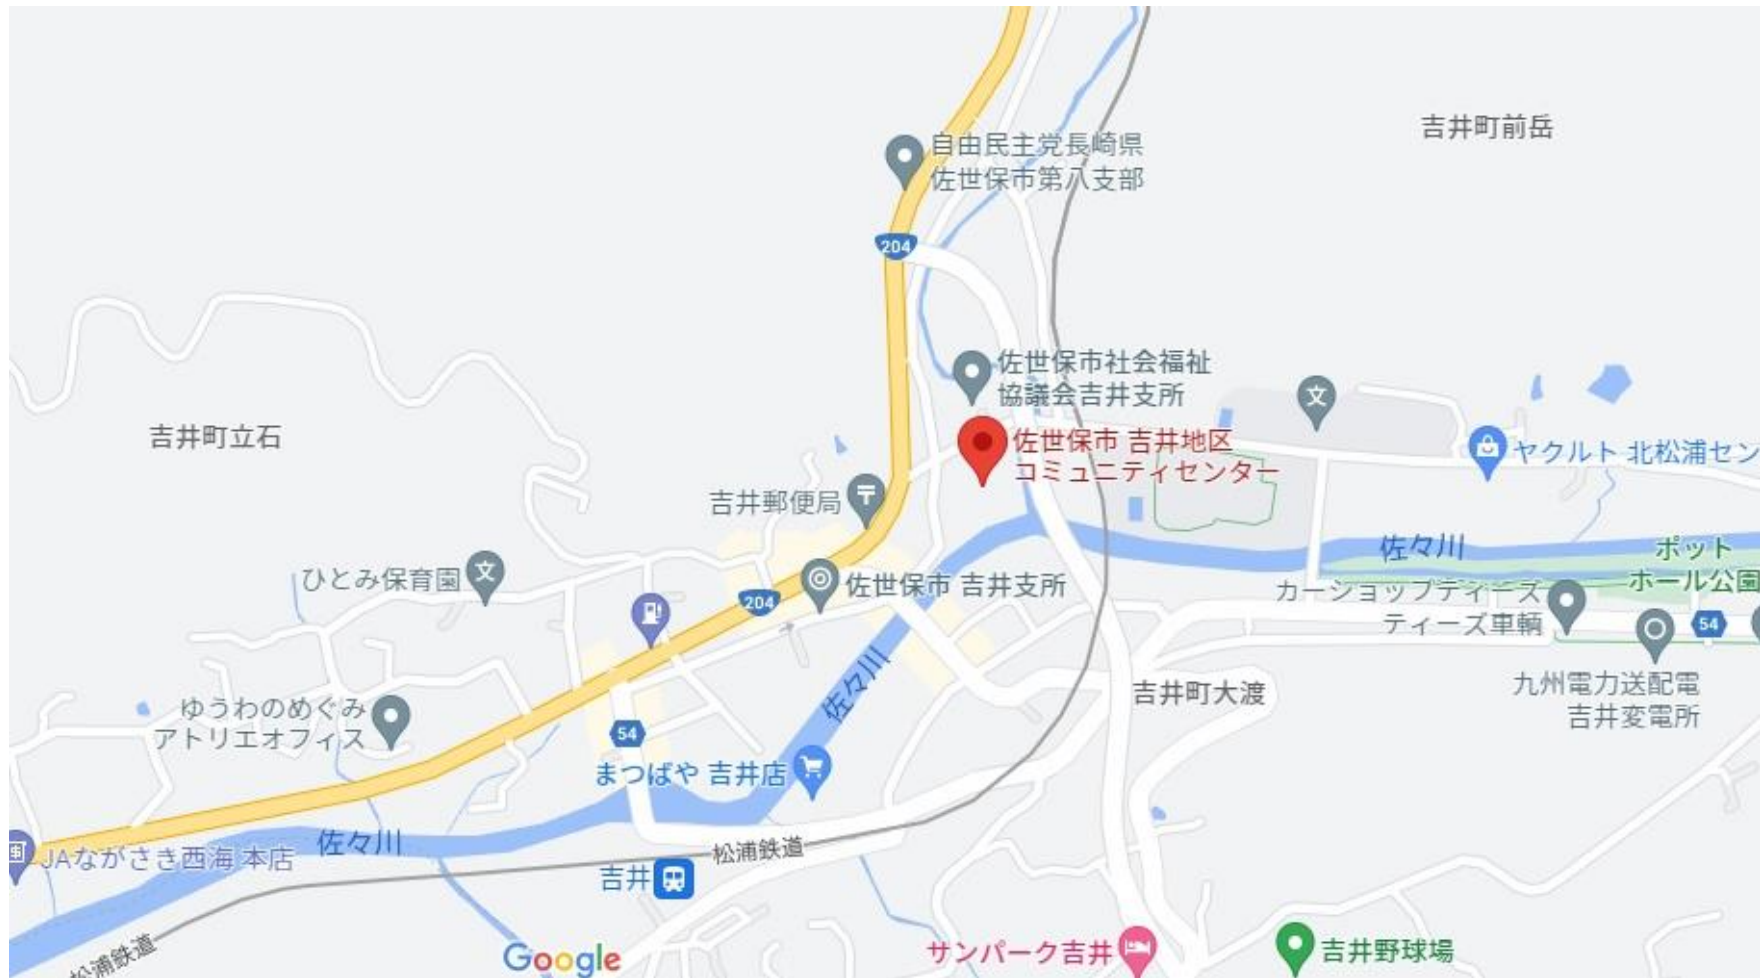 自由民主党長崎県
佐世保市第八支部
吉井町前岳
204
佐世保市社会福祉
協議会吉井支所
文
吉井町立石
佐世保市 吉井地区
コミュニティセンター
ヤクルト 北松浦セン
吉井郵便局
佐々川
ポット
ホール公園
ひとみ保育園
文
204
佐世保市 吉井支所
カーショップティーズ
ティーズ車輌
54
佐々川
吉井町大渡
九州電力送配電
吉井変電所
ゆうわのめぐみ
アトリエオフィス
54
まつばや 吉井店
佐々川
JAながさき西海 本店
松浦鉄道
吉井
松浦鉄道
Google
サンパーク吉井
吉井野球場